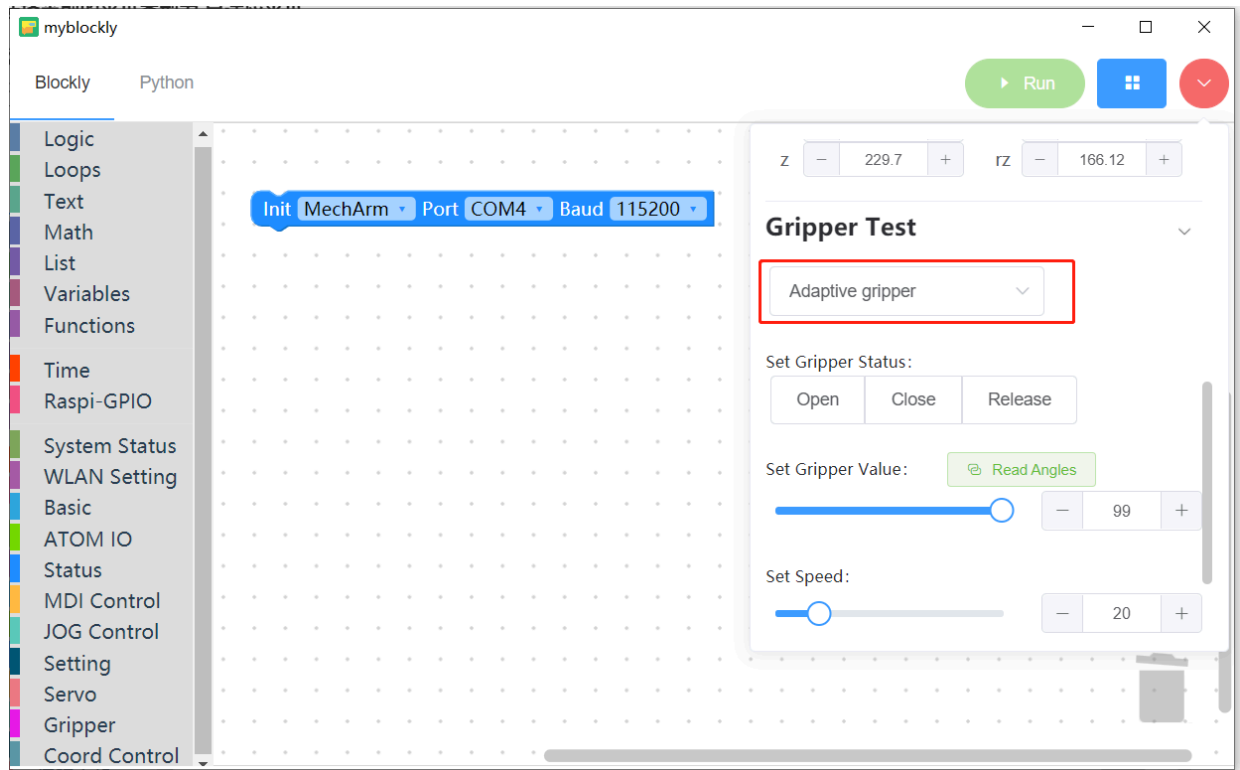 myblockly
Blockly Python
Run
Logic
Loops
Text
Math
List
Variables
Functions
Time
Raspi-GPIO
System Status
WLAN Setting
Basic
ATOM IO
Status
MDI Control
JOG Control
Setting
Servo
Gripper
Coord Control
Init MechArm Port COM4 Baud 115200
z − 229.7 + rz − 166.12 +
Gripper Test
Adaptive gripper
Set Gripper Status:
Open Close Release
Set Gripper Value: Read Angles
− 99 +
Set Speed:
− 20 +